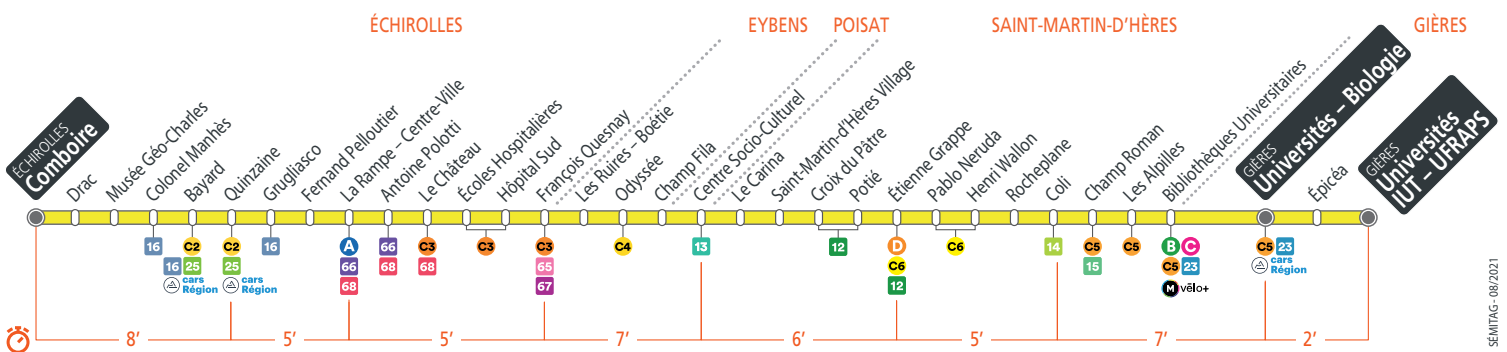 ÉCHIROLLES
EYBENS
POISAT
SAINT-MARTIN-D'HÈRES
GIÈRES
ÉCHIROLLES
Comboire
Drac
Musée Géo-Charles
Colonel Manhès
Bayard
Quinzaine
Grugliasco
Fernand Pelloutier
La Rampe – Centre-Ville
Antoine Polotti
Le Château
Écoles Hospitalières
Hôpital Sud
François Quesnay
Les Ruires – Boétie
Odyssée
Champ Fila
Centre Socio-Culturel
Le Carina
Saint-Martin-d'Hères Village
Croix du Pâtre
Potié
Étienne Grappe
Pablo Neruda
Henri Wallon
Rocheplane
Coli
Champ Roman
Les Alpilles
Bibliothèques Universitaires
GIÈRES
Universités – Biologie
Épicéa
GIÈRES
Universités
IUT – UFRAPS
16
16
C2
25
cars
Région
C2
25
cars
Région
16
A
66
68
66
68
C3
68
C3
C3
65
67
C4
13
12
D
C6
12
C6
14
C5
15
C5
B C
C5 23
M vélo+
C5 23
cars
Région
8' 5' 5' 7' 6' 5' 7' 2'
SÉMITAG - 08/2021